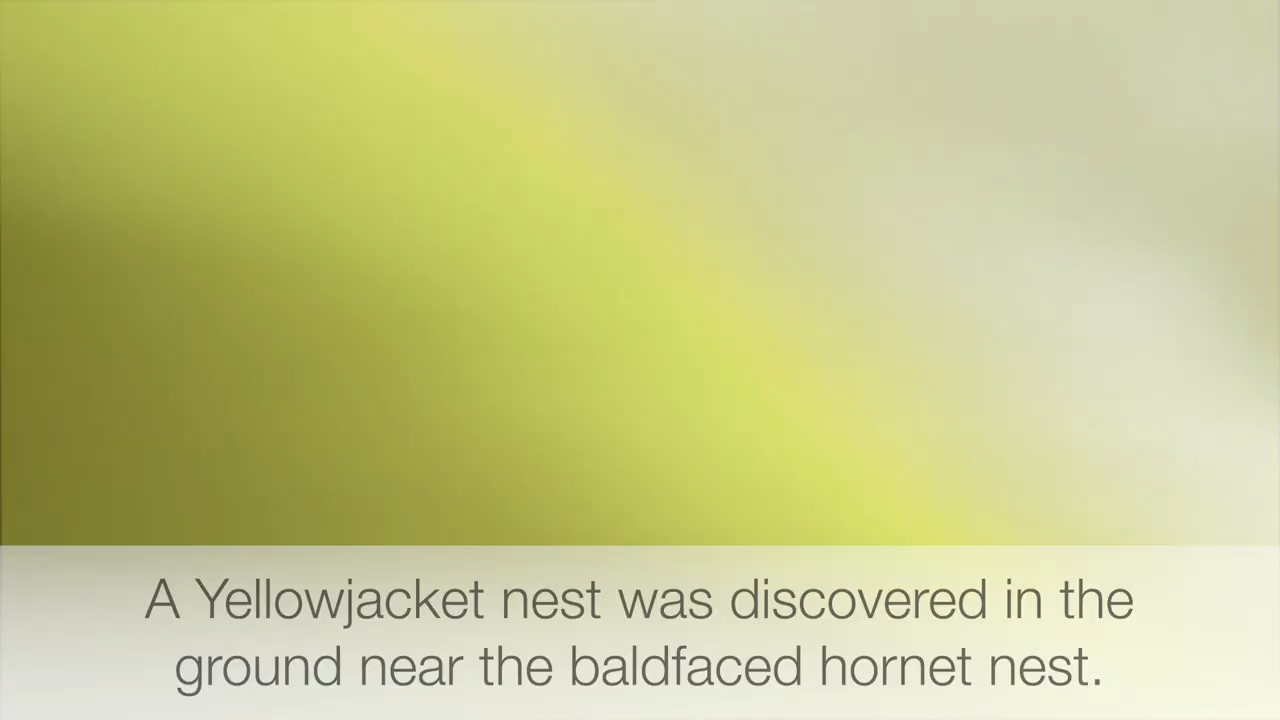 A Yellowjacket nest was discovered in the
ground near the baldfaced hornet nest.